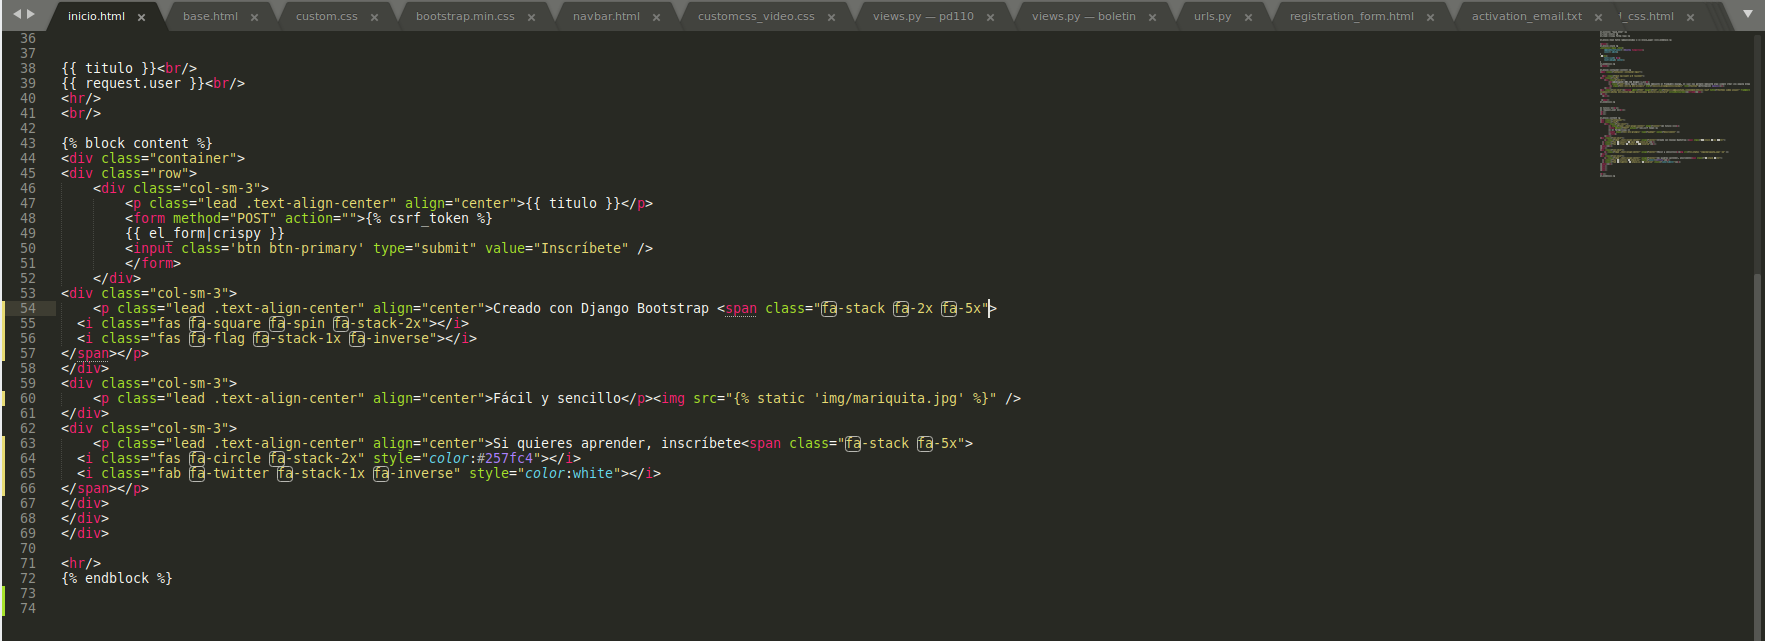 inicio.html × base.html × custom.css × bootstrap.min.css × navbar.html × customcss_video.css × views.py — pd110 × views.py — boletin × urls.py × registration_form.html × activation_email.txt × _css.html ×
36
37
38 {{ titulo }}<br/>
39 {{ request.user }}<br/>
40 <hr/>
41 <br/>
42
43 {% block content %}
44 <div class="container">
45 <div class="row">
46     <div class="col-sm-3">
47         <p class="lead .text-align-center" align="center">{{ titulo }}</p>
48         <form method="POST" action="">{% csrf_token %}
49         {{ el_form|crispy }}
50         <input class='btn btn-primary' type="submit" value="Inscríbete" />
51         </form>
52     </div>
53 <div class="col-sm-3">
54     <p class="lead .text-align-center" align="center">Creado con Django Bootstrap <span class="fa-stack fa-2x fa-5x">
55   <i class="fas fa-square fa-spin fa-stack-2x"></i>
56   <i class="fas fa-flag fa-stack-1x fa-inverse"></i>
57 </span></p>
58 </div>
59 <div class="col-sm-3">
60     <p class="lead .text-align-center" align="center">Fácil y sencillo</p><img src="{% static 'img/mariquita.jpg' %}" />
61 </div>
62 <div class="col-sm-3">
63     <p class="lead .text-align-center" align="center">Si quieres aprender, inscríbete<span class="fa-stack fa-5x">
64   <i class="fas fa-circle fa-stack-2x" style="color:#257fc4"></i>
65   <i class="fab fa-twitter fa-stack-1x fa-inverse" style="color:white"></i>
66 </span></p>
67 </div>
68 </div>
69 </div>
70
71 <hr/>
72 {% endblock %}
73
74